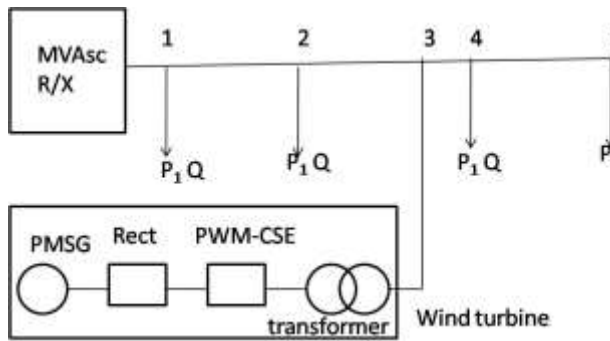 MVAsc
R/X
1 2 3 4
P₁ Q P₁ Q P₁ Q P
PMSG Rect PWM-CSE
transformer
Wind turbine